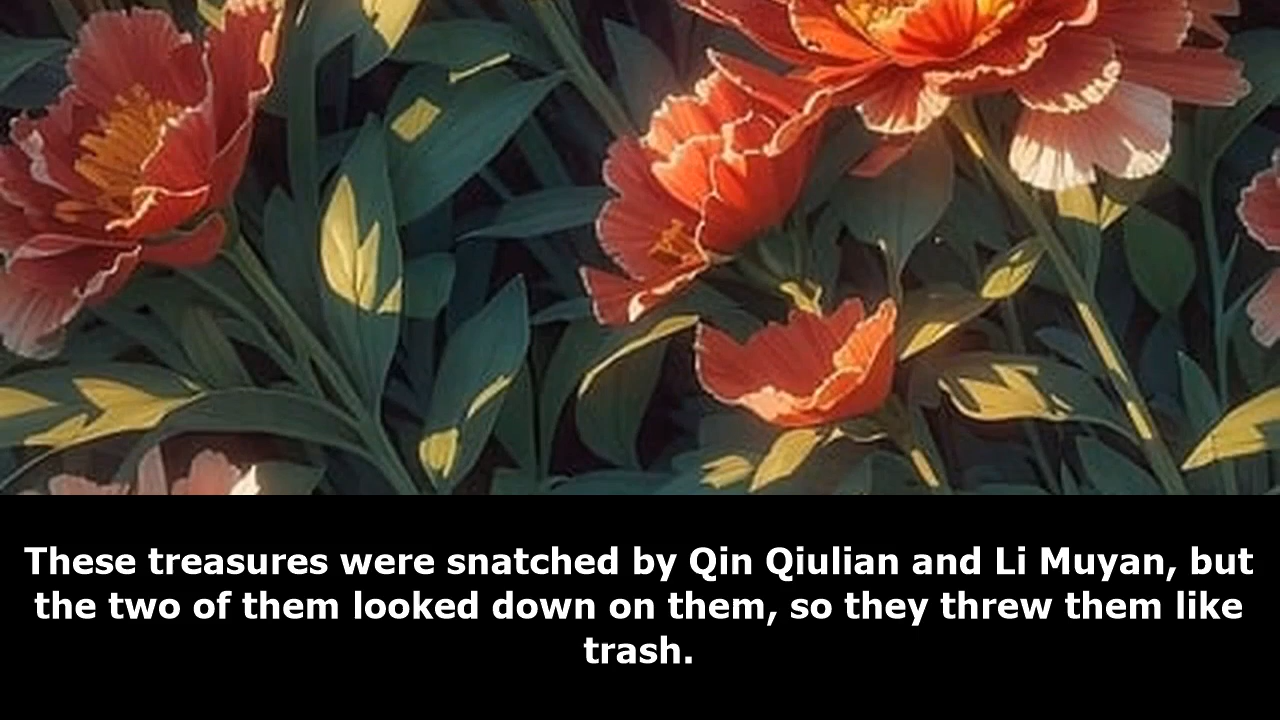 These treasures were snatched by Qin Qiulian and Li Muyan, but
the two of them looked down on them, so they threw them like
trash.